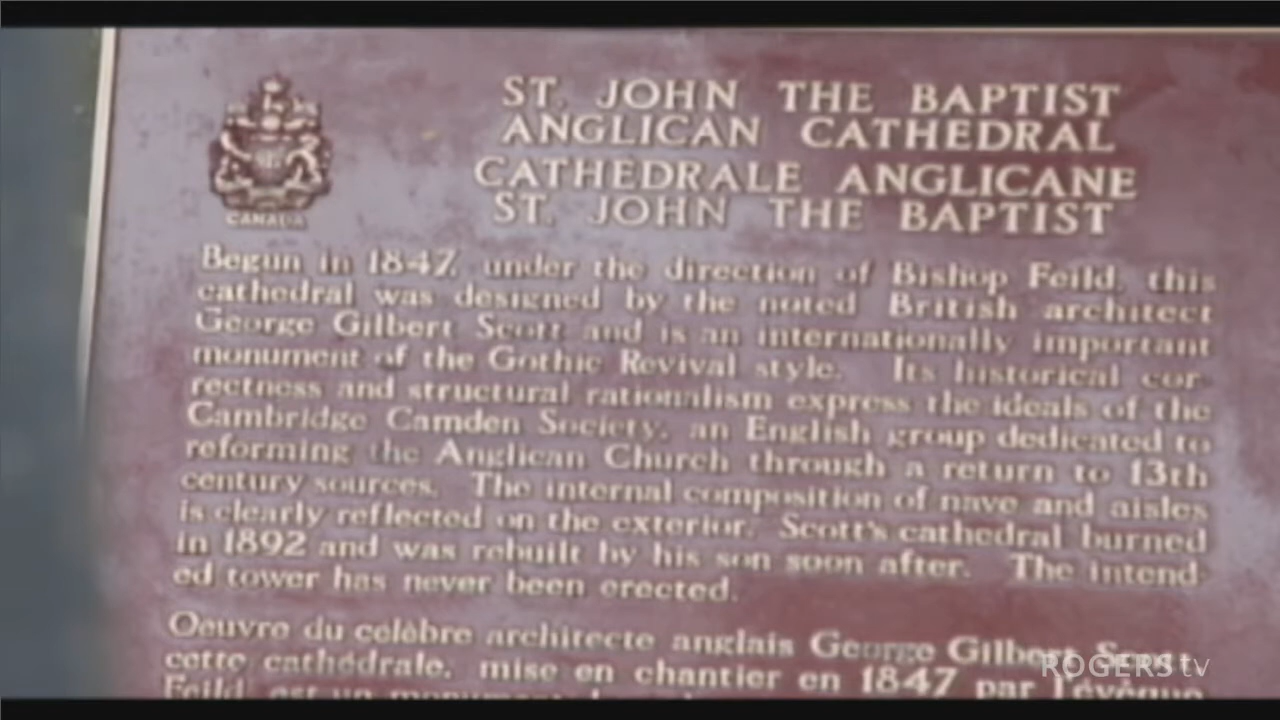 CANADA
ST. JOHN THE BAPTIST
ANGLICAN CATHEDRAL
CATHEDRALE ANGLICANE
ST. JOHN THE BAPTIST
Begun in 1847, under the direction of Bishop Feild, this
cathedral was designed by the noted British architect
George Gilbert Scott and is an internationally important
monument of the Gothic Revival style. Its historical cor-
rectness and structural rationalism express the ideals of the
Cambridge Camden Society, an English group dedicated to
reforming the Anglican Church through a return to 13th
century sources. The internal composition of nave and aisles
is clearly reflected on the exterior. Scott's cathedral burned
in 1892 and was rebuilt by his son soon after. The intend-
ed tower has never been erected.
Oeuvre du célèbre architecte anglais George Gilbert Scott,
cette cathédrale, mise en chantier en 1847 par l'évêque
Feild, est un
ROGERS tv